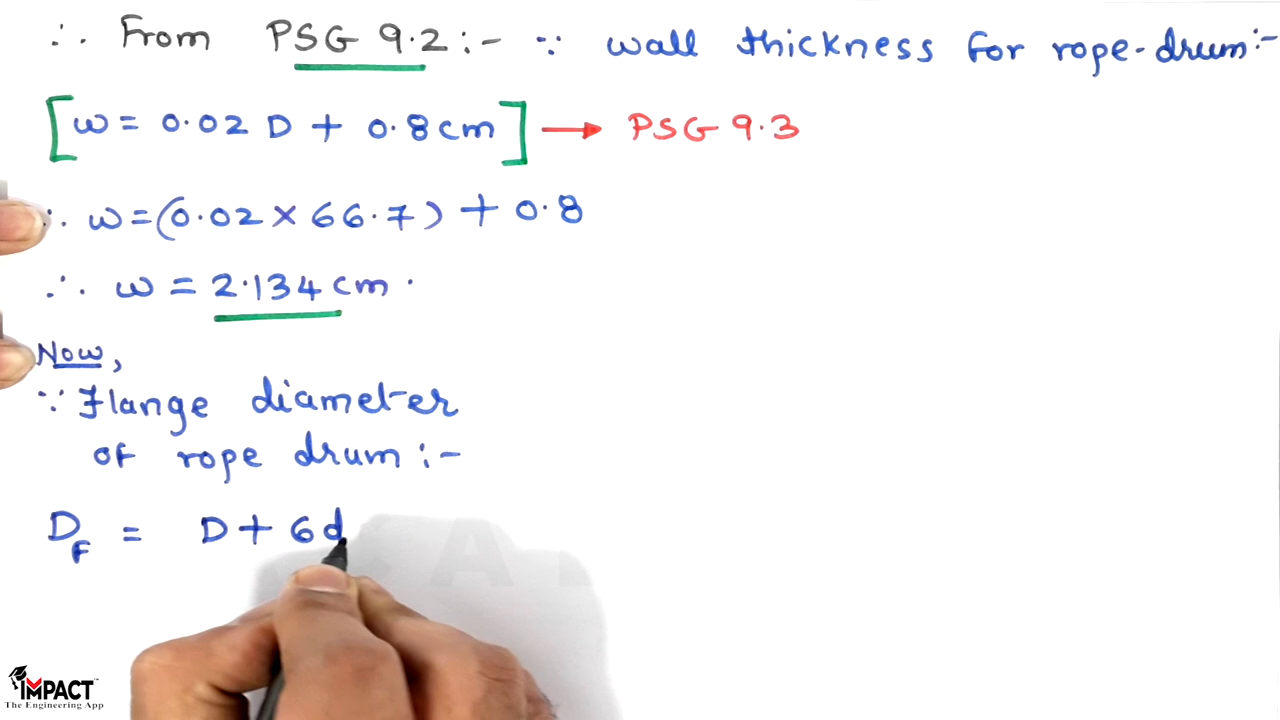 ∴ From PSG 9.2:- ∵ wall thickness for rope-drum:-
[w = 0.02 D + 0.8 cm] → PSG 9.3
∴ w = (0.02 × 66.7) + 0.8
∴ w = 2.134 cm.
Now,
∵ Flange diameter
of rope drum:-
D_F = D + 6d
IMPACT
The Engineering App